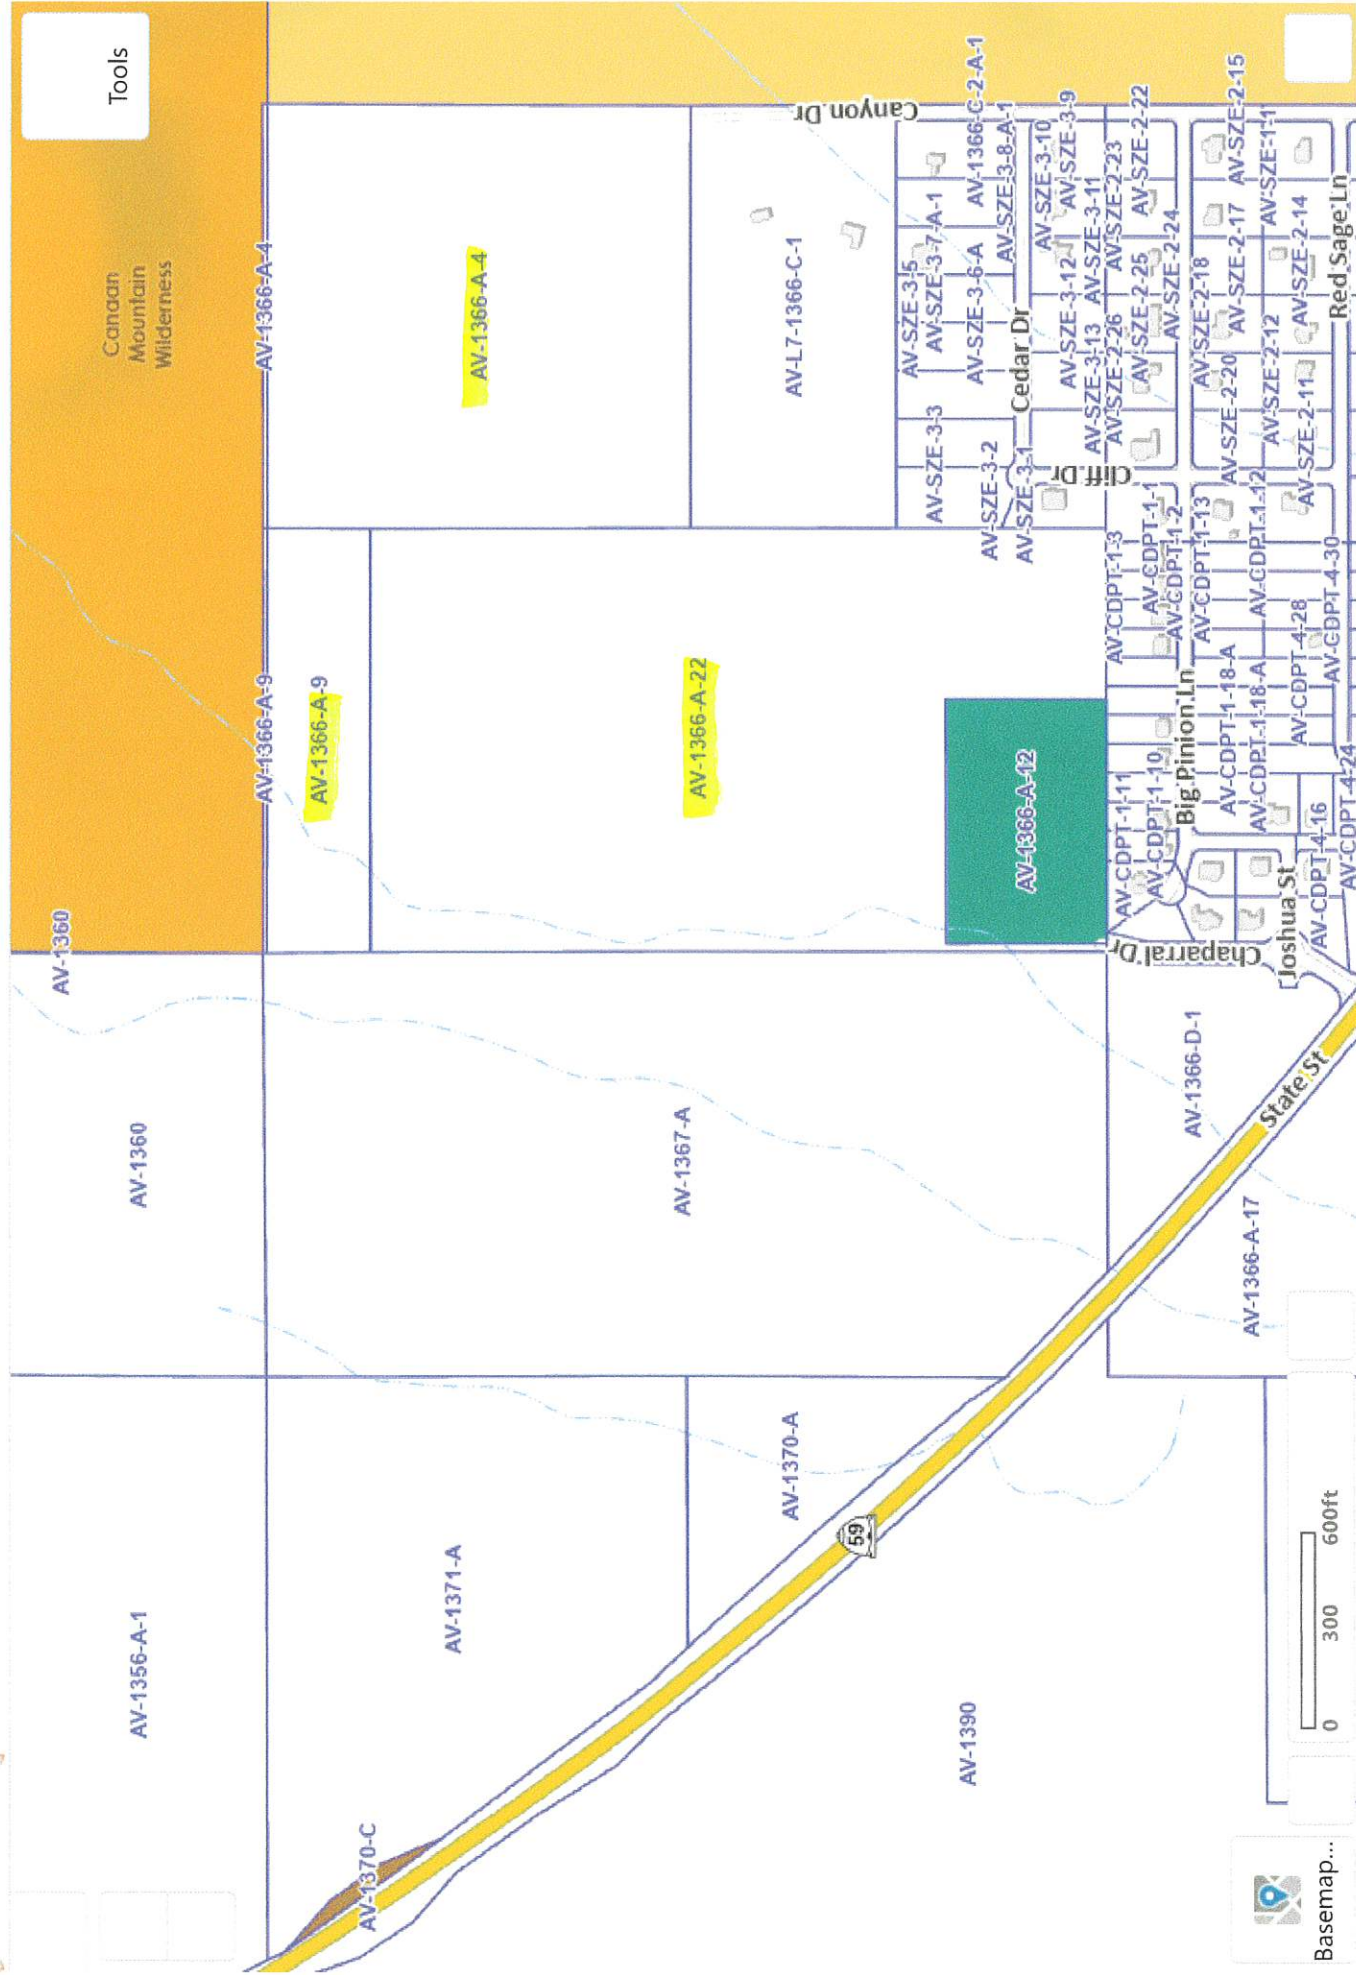 Tools
Canaan
Mountain
Wilderness
AV-1360
AV-1366-A-9
AV-1366-A-4
AV-1356-A-1
AV-1360
AV-1366-A-9
AV-1366-A-4
AV-1370-C
AV-1371-A
AV-1367-A
AV-1366-A-22
AV-L7-1366-C-1
Canyon Dr
AV-1370-A
59
AV-1390
AV-1366-A-12
AV-SZE-3-3
AV-SZE-3-5
AV-SZE-3-7-A-1
AV-SZE-3-6-A
AV-1366-C-2-A-1
AV-SZE-3-2
AV-SZE-3-1
Cedar Dr
AV-SZE-3-8-A-1
AV-SZE-3-10
AV-SZE-3-12
AV-SZE-3-9
AV-SZE-3-13
AV-SZE-3-11
Cliff Dr
AV-SZE-2-26
AV-SZE-2-23
AV-SZE-2-25
AV-SZE-2-22
AV-SZE-2-24
AV-CDPT-1-11
AV-CDPT-1-3
AV-CDPT-1-10
AV-CDPT-1-1
AV-CDPT-1-2
Big Pinion Ln
AV-CDPT-1-13
AV-SZE-2-18
AV-CDPT-1-18-A
AV-SZE-2-20
AV-SZE-2-17
AV-SZE-2-15
AV-CDPT-1-18-A
AV-CDPT-1-12
AV-SZE-2-12
AV-SZE-1-1
AV-CDPT-4-28
AV-SZE-2-11
AV-SZE-2-14
AV-CDPT-4-16
AV-CDPT-4-30
Red Sage Ln
AV-CDPT-4-24
Chaparral Dr
Joshua St
AV-1366-D-1
State St
AV-1366-A-17
0 300 600ft
Basemap...